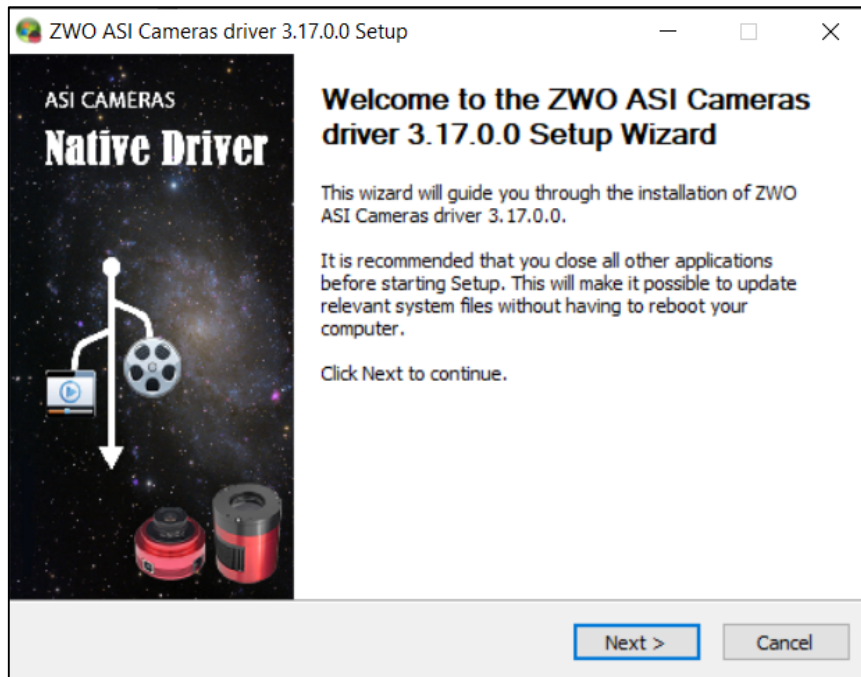 ZWO ASI Cameras driver 3.17.0.0 Setup
ASI CAMERAS
Native Driver
Welcome to the ZWO ASI Cameras
driver 3.17.0.0 Setup Wizard
This wizard will guide you through the installation of ZWO
ASI Cameras driver 3.17.0.0.
It is recommended that you close all other applications
before starting Setup. This will make it possible to update
relevant system files without having to reboot your
computer.
Click Next to continue.
Next >
Cancel